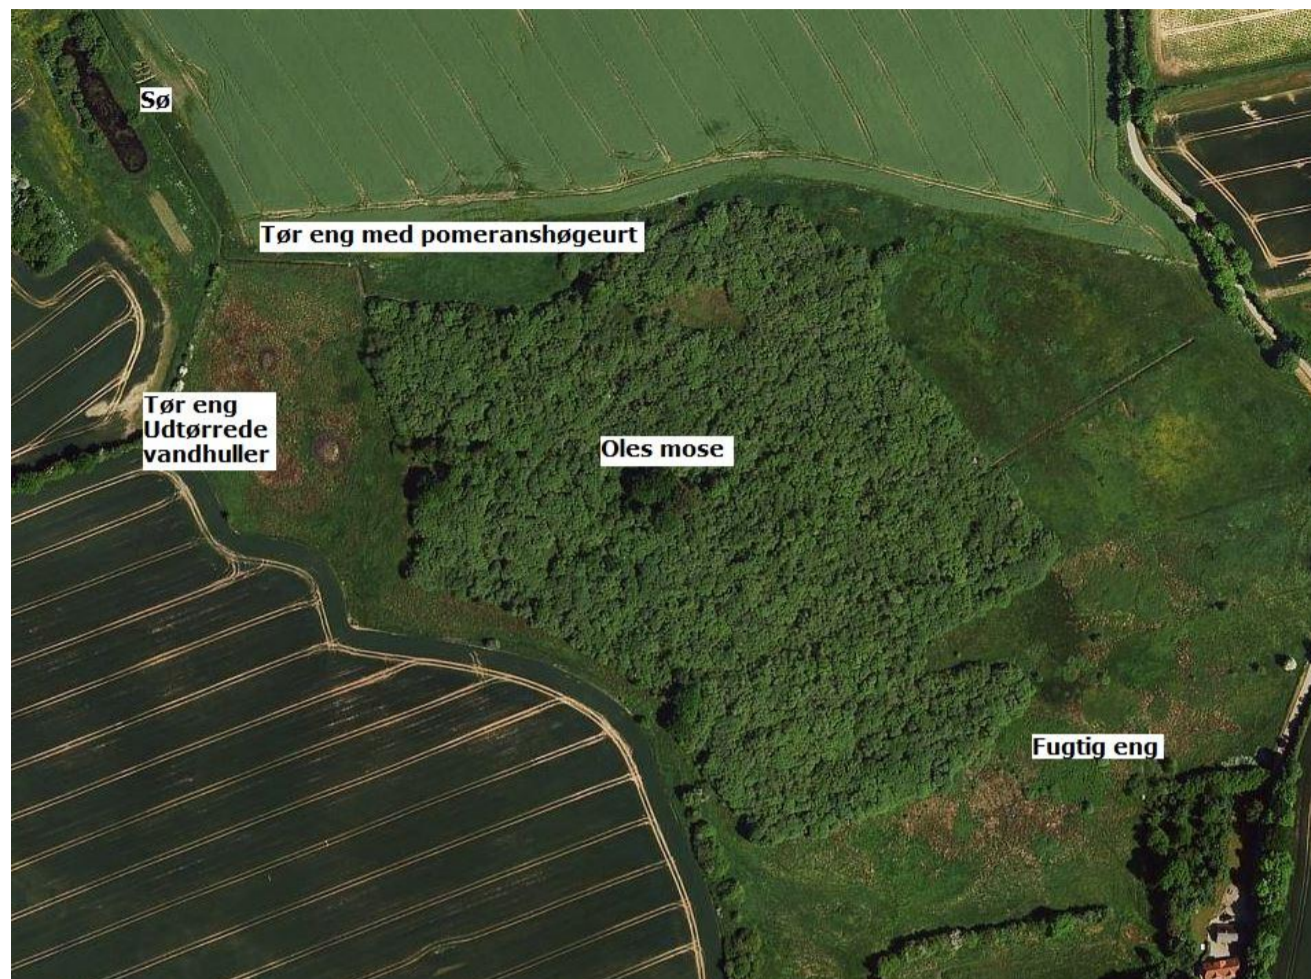 Sø
Tør eng med pomeranshøgeurt
Tør eng
Udtørrede
vandhuller
Oles mose
Fugtig eng